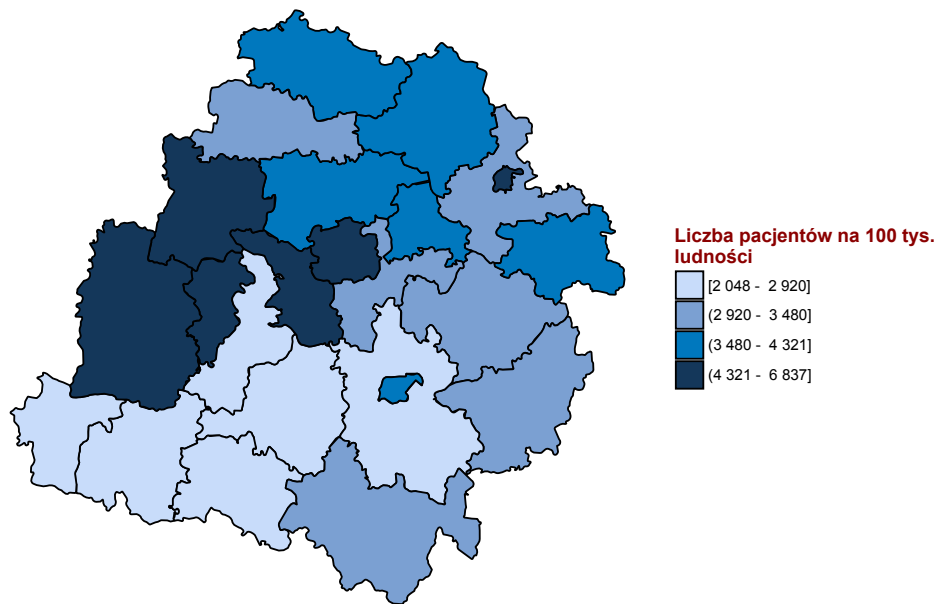 Liczba pacjentów na 100 tys.
ludności
[2 048 - 2 920]
(2 920 - 3 480]
(3 480 - 4 321]
(4 321 - 6 837]